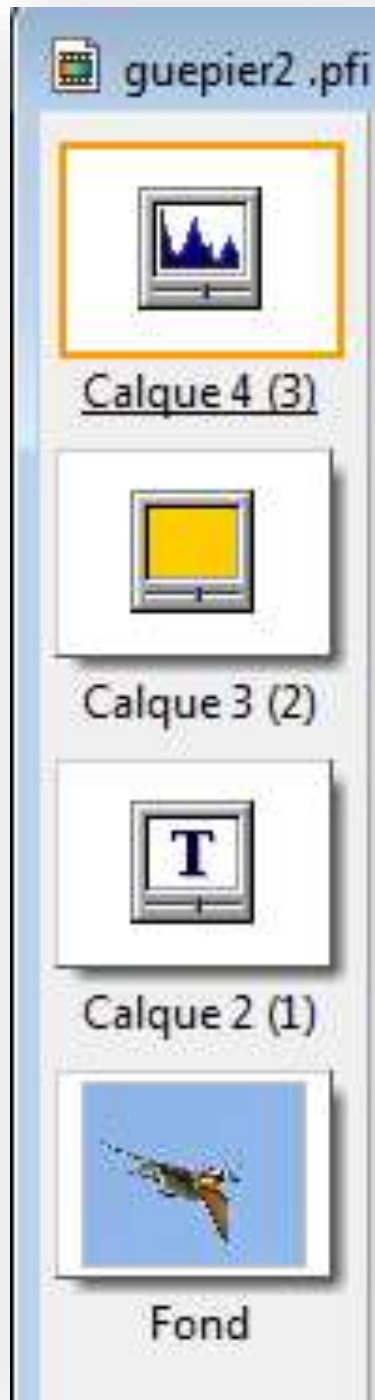 guepier2 .pfi
Calque 4 (3)
Calque 3 (2)
T
Calque 2 (1)
Fond